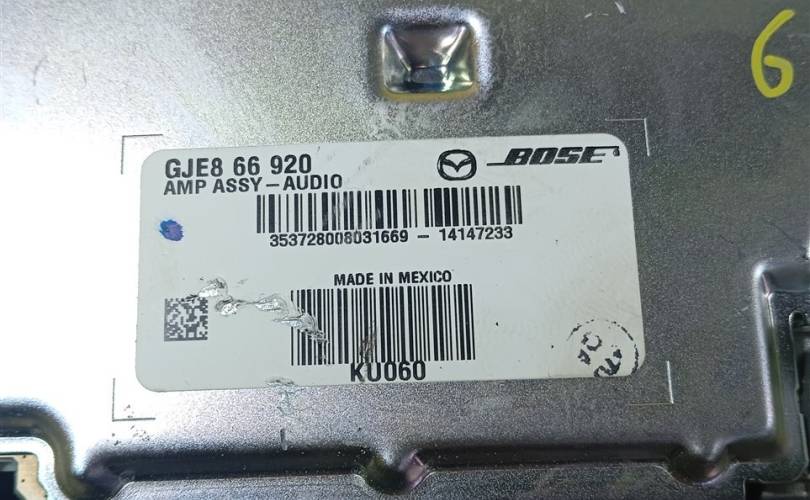 6
GJE8 66 920
BOSE
AMP ASSY-AUDIO
353728008031669 - 14147233
MADE IN MEXICO
KU060